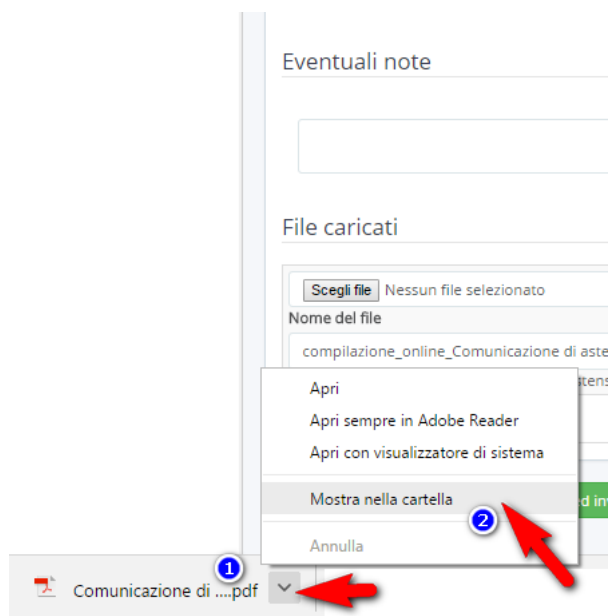 Eventuali note
File caricati
Scegli file Nessun file selezionato
Nome del file
compilazione_online_Comunicazione di aste
Apri
Apri sempre in Adobe Reader
Apri con visualizzatore di sistema
Mostra nella cartella
2
Annulla
1
Comunicazione di ....pdf